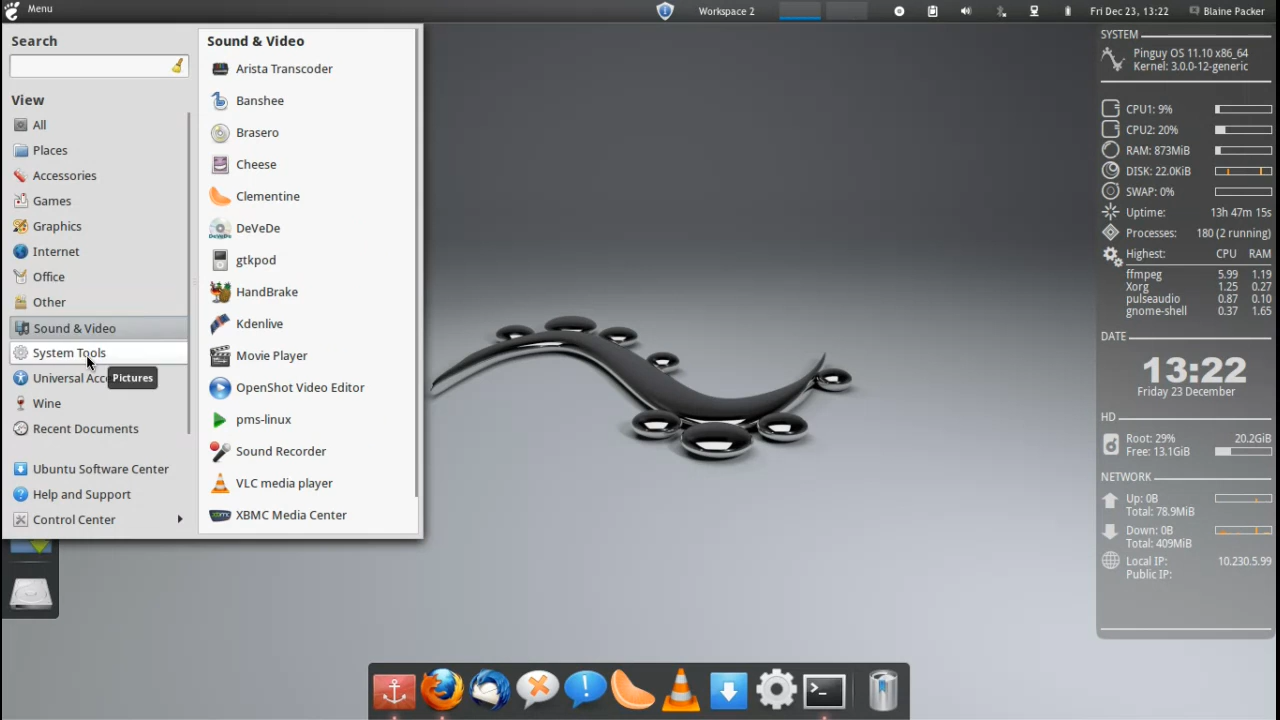 Menu
Workspace 2
Fri Dec 23, 13:22
Blaine Packer
Search
View
All
Places
Accessories
Games
Graphics
Internet
Office
Other
Sound & Video
System Tools
Universal Acc
Pictures
Wine
Recent Documents
Ubuntu Software Center
Help and Support
Control Center
Sound & Video
Arista Transcoder
Banshee
Brasero
Cheese
Clementine
DeVeDe
DeVeDe
gtkpod
HandBrake
Kdenlive
Movie Player
OpenShot Video Editor
pms-linux
Sound Recorder
VLC media player
XBMC Media Center
SYSTEM
Pinguy OS 11.10 x86_64
Kernel: 3.0.0-12-generic
CPU1: 9%
CPU2: 20%
RAM: 873MiB
DISK: 22.0KiB
SWAP: 0%
Uptime: 13h 47m 15s
Processes: 180 (2 running)
Highest: CPU RAM
ffmpeg 5.99 1.19
Xorg 1.25 0.27
pulseaudio 0.87 0.10
gnome-shell 0.37 1.65
DATE
13:22
Friday 23 December
HD
Root: 29% 20.2GiB
Free: 13.1GiB
NETWORK
Up: 0B
Total: 78.9MiB
Down: 0B
Total: 409MiB
Local IP: 10.230.5.99
Public IP: